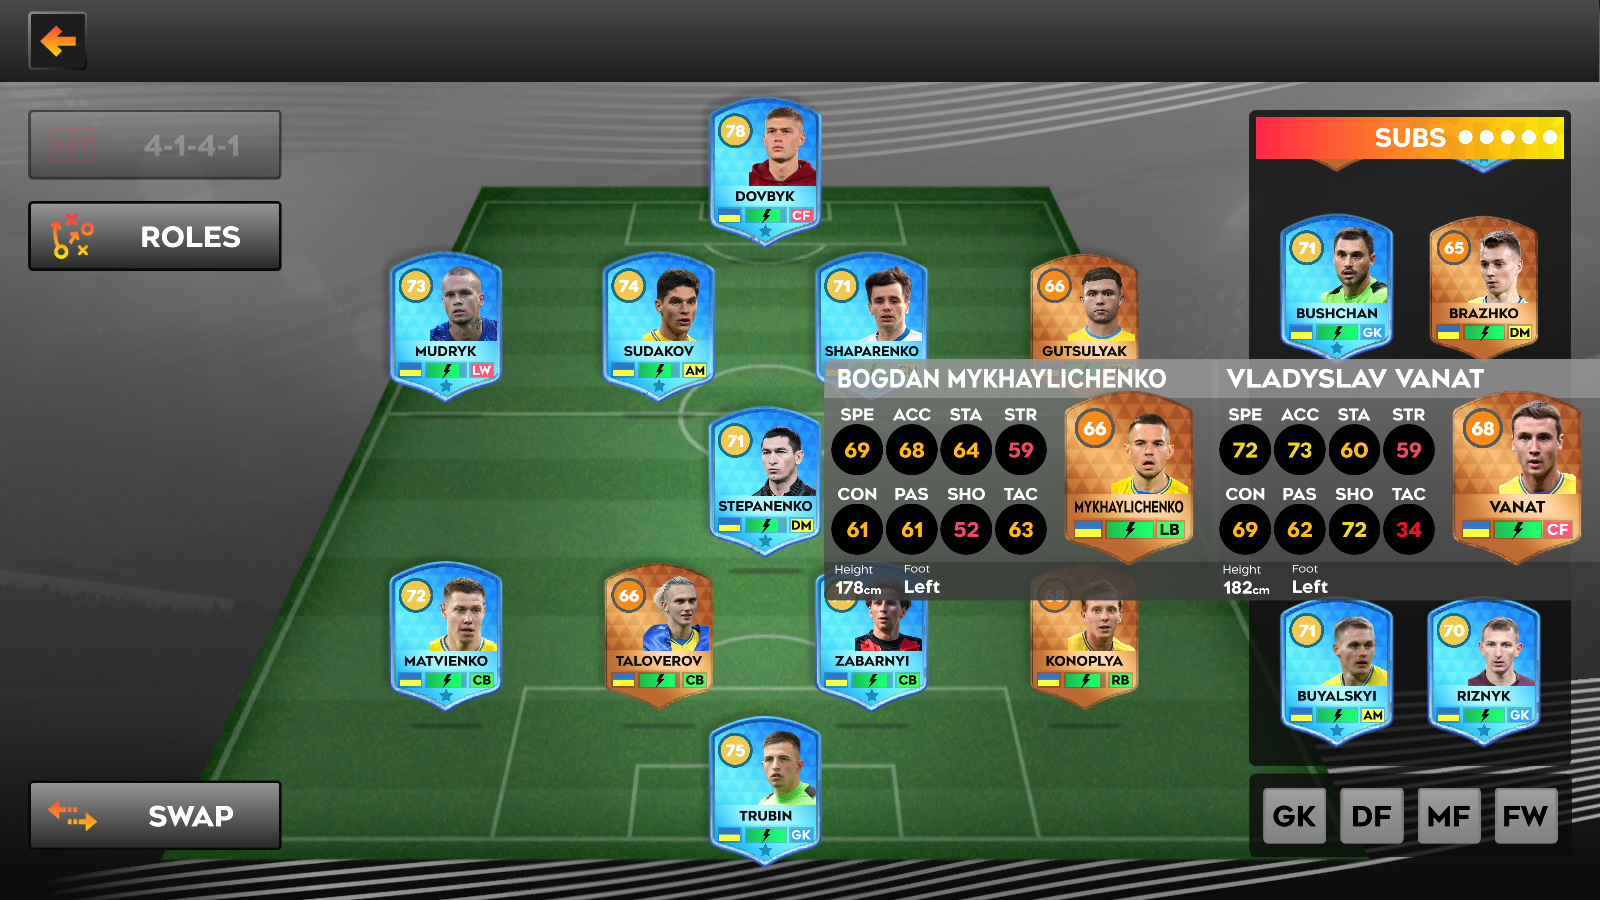 4-1-4-1
ROLES
SWAP
78
DOVBYK
CF
73
MUDRYK
LW
74
SUDAKOV
AM
71
SHAPARENKO
66
GUTSULYAK
71
STEPANENKO
DM
72
MATVIENKO
CB
66
TALOVEROV
CB
ZABARNYI
CB
68
KONOPLYA
RB
75
TRUBIN
GK
SUBS
71
BUSHCHAN
GK
65
BRAZHKO
DM
BOGDAN MYKHAYLICHENKO
SPE ACC STA STR
69 68 64 59
CON PAS SHO TAC
61 61 52 63
Height Foot
178cm Left
66
MYKHAYLICHENKO
LB
VLADYSLAV VANAT
SPE ACC STA STR
72 73 60 59
CON PAS SHO TAC
69 62 72 34
Height Foot
182cm Left
68
VANAT
CF
71
BUYALSKYI
AM
70
RIZNYK
GK
GK DF MF FW